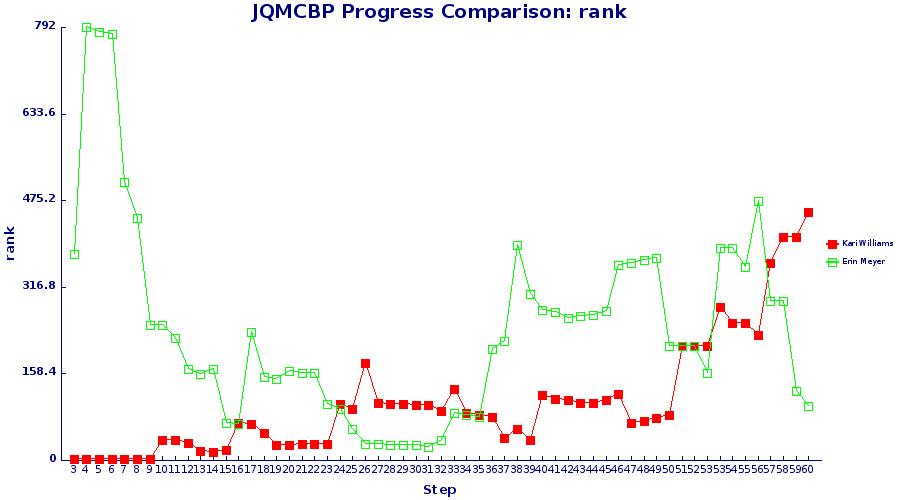 JQMCBP Progress Comparison: rank
792
633.6
475.2
316.8
158.4
0
rank
3 4 5 6 7 8 9 10 11 12 13 14 15 16 17 18 19 20 21 22 23 24 25 26 27 28 29 30 31 32 33 34 35 36 37 38 39 40 41 42 43 44 45 46 47 48 49 50 51 52 53 53 54 55 56 57 58 59 60
Step
Kari Williams
Erin Meyer